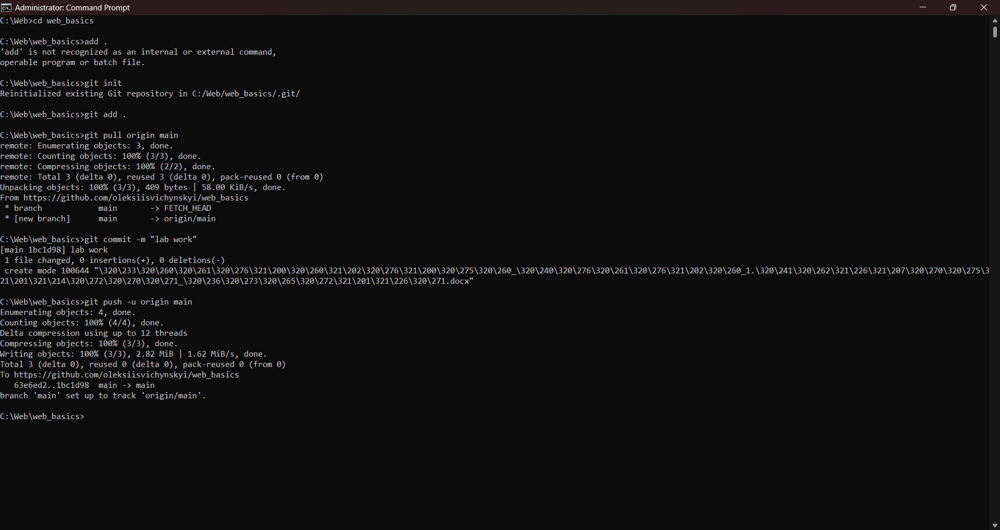 Administrator: Command Prompt
C:\Web>cd web_basics
C:\Web\web_basics>add .
'add' is not recognized as an internal or external command,
operable program or batch file.
C:\Web\web_basics>git init
Reinitialized existing Git repository in C:/Web/web_basics/.git/
C:\Web\web_basics>git add .
C:\Web\web_basics>git pull origin main
remote: Enumerating objects: 3, done.
remote: Counting objects: 100% (3/3), done.
remote: Compressing objects: 100% (2/2), done.
remote: Total 3 (delta 0), reused 3 (delta 0), pack-reused 0 (from 0)
Unpacking objects: 100% (3/3), 409 bytes | 58.00 KiB/s, done.
From https://github.com/oleksiisvichynskyi/web_basics
 * branch            main       -> FETCH_HEAD
 * [new branch]      main       -> origin/main
C:\Web\web_basics>git commit -m "lab work"
[main 1bc1d98] lab work
 1 file changed, 0 insertions(+), 0 deletions(-)
 create mode 100644 "\320\233\320\260\320\261\320\276\321\200\320\260\321\202\320\276\321\200\320\275\320\260_\320\240\320\276\320\261\320\276\321\202\320\260_1.\320\241\320\262\321\226\321\207\320\270\320\275\3
21\201\321\214\320\272\320\270\320\271_\320\236\320\273\320\265\320\272\321\201\321\226\320\271.docx"
C:\Web\web_basics>git push -u origin main
Enumerating objects: 4, done.
Counting objects: 100% (4/4), done.
Delta compression using up to 12 threads
Compressing objects: 100% (3/3), done.
Writing objects: 100% (3/3), 2.82 MiB | 1.62 MiB/s, done.
Total 3 (delta 0), reused 0 (delta 0), pack-reused 0 (from 0)
To https://github.com/oleksiisvichynskyi/web_basics
   63e6ed2..1bc1d98  main -> main
branch 'main' set up to track 'origin/main'.
C:\Web\web_basics>